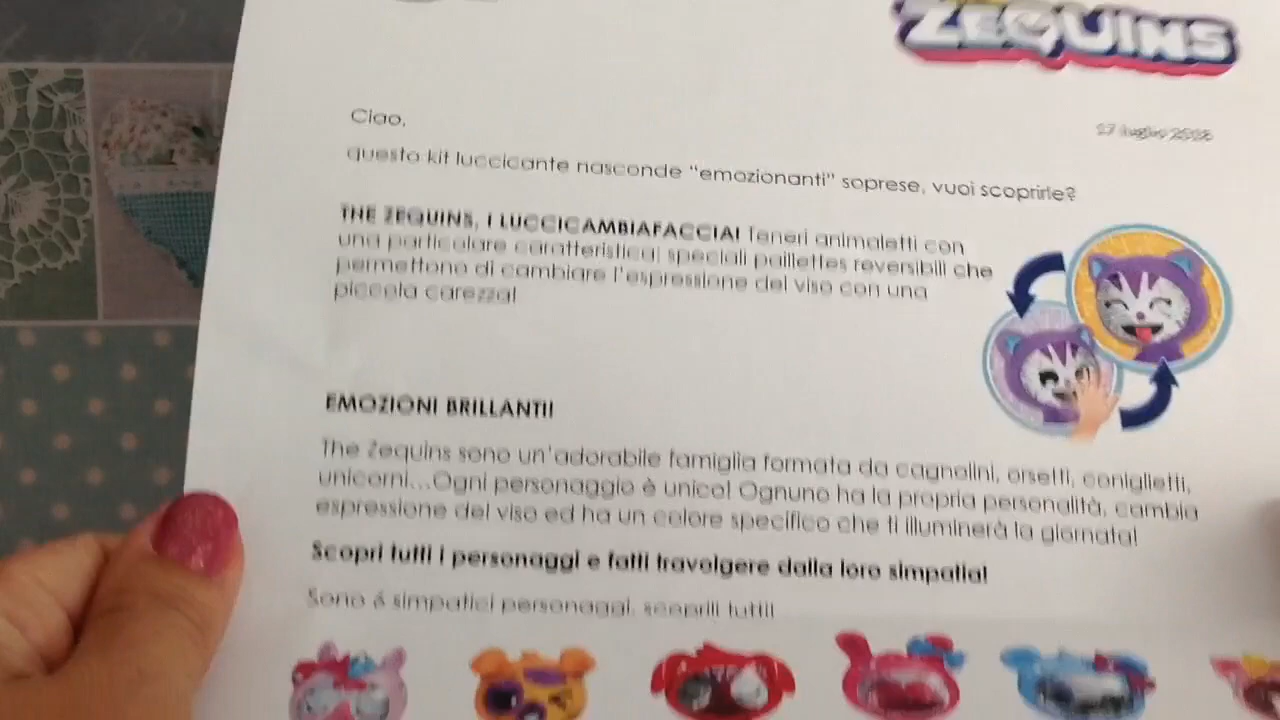 ZEQUINS
Ciao,
17 luglio
questo kit luccicante nasconde "emozionanti" soprese, vuoi scoprirle?
THE ZEQUINS, I LUCCICAMBIAFACCIA! Teneri animaletti con
una particolare caratteristica: speciali paillettes reversibili che
permettono di cambiare l'espressione del viso con una
piccola carezza!
EMOZIONI BRILLANTI!
The Zequins sono un'adorabile famiglia formata da cagnolini, orsetti, coniglietti,
unicorni...Ogni personaggio è unico! Ognuno ha la propria personalità, cambia
espressione del viso ed ha un colore specifico che ti illuminerà la giornata!
Scopri tutti i personaggi e fatti travolgere dalla loro simpatia!
Sono 6 simpatici personaggi, scoprili tutti!